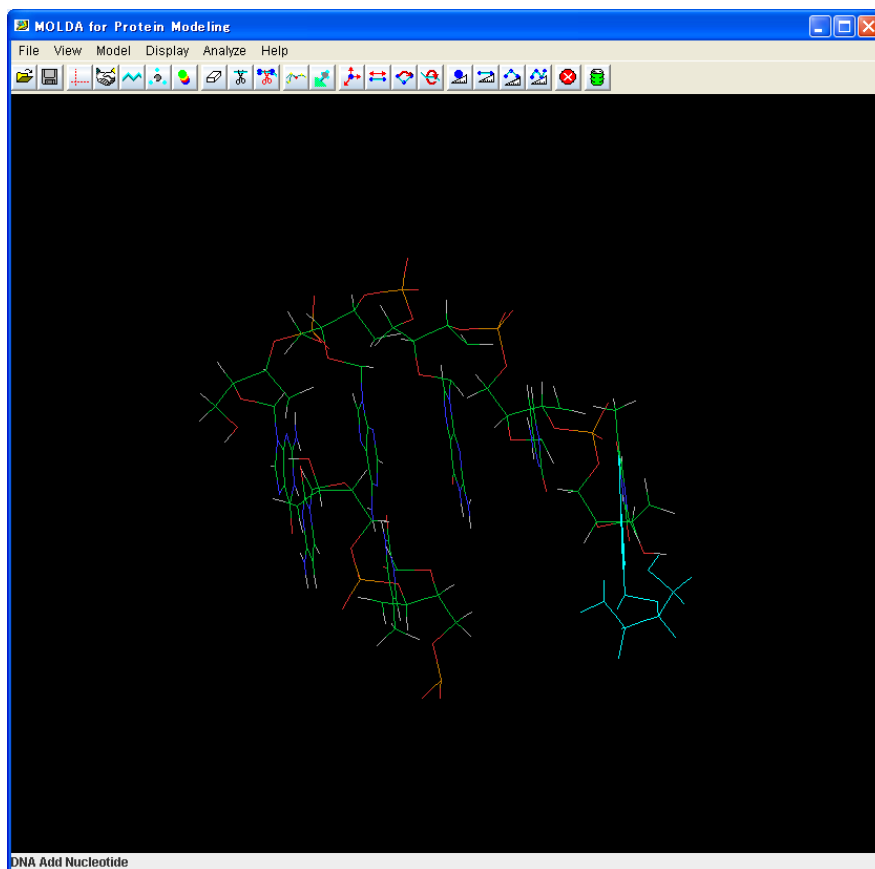 MOLDA for Protein Modeling
File View Model Display Analyze Help
DNA Add Nucleotide